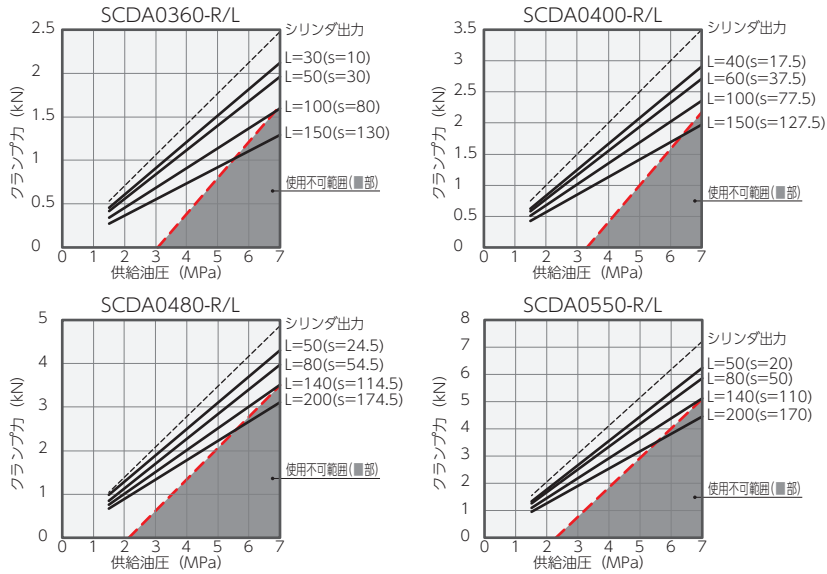 SCDA0360-R/L
2.5
2
1.5
1
0.5
0
クランプ力 (kN)
0 1 2 3 4 5 6 7
供給油圧 (MPa)
シリンダ出力
L=30(s=10)
L=50(s=30)
L=100(s=80)
L=150(s=130)
使用不可範囲(■部)
SCDA0400-R/L
3.5
3
2.5
2
1.5
1
0.5
0
クランプ力 (kN)
0 1 2 3 4 5 6 7
供給油圧 (MPa)
シリンダ出力
L=40(s=17.5)
L=60(s=37.5)
L=100(s=77.5)
L=150(s=127.5)
使用不可範囲(■部)
SCDA0480-R/L
5
4
3
2
1
0
クランプ力 (kN)
0 1 2 3 4 5 6 7
供給油圧 (MPa)
シリンダ出力
L=50(s=24.5)
L=80(s=54.5)
L=140(s=114.5)
L=200(s=174.5)
使用不可範囲(■部)
SCDA0550-R/L
8
7
6
5
4
3
2
1
0
クランプ力 (kN)
0 1 2 3 4 5 6 7
供給油圧 (MPa)
シリンダ出力
L=50(s=20)
L=80(s=50)
L=140(s=110)
L=200(s=170)
使用不可範囲(■部)